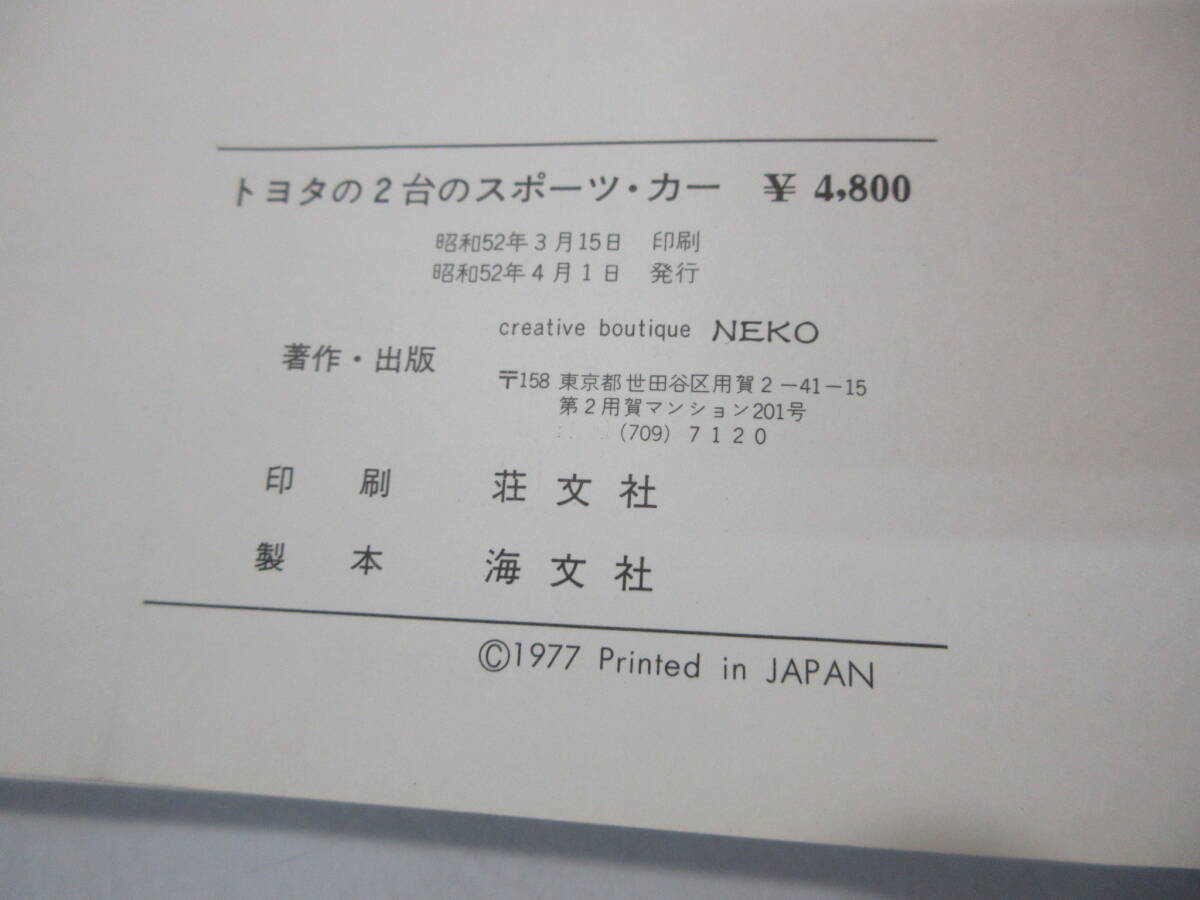 トヨタの2台のスポーツ・カー ¥ 4,800
昭和52年3月15日 印刷
昭和52年4月1日 発行
著作・出版
creative boutique NEKO
〒158 東京都世田谷区用賀2-41-15
第2用賀マンション201号
(709) 7120
印刷 荘文社
製本 海文社
©1977 Printed in JAPAN